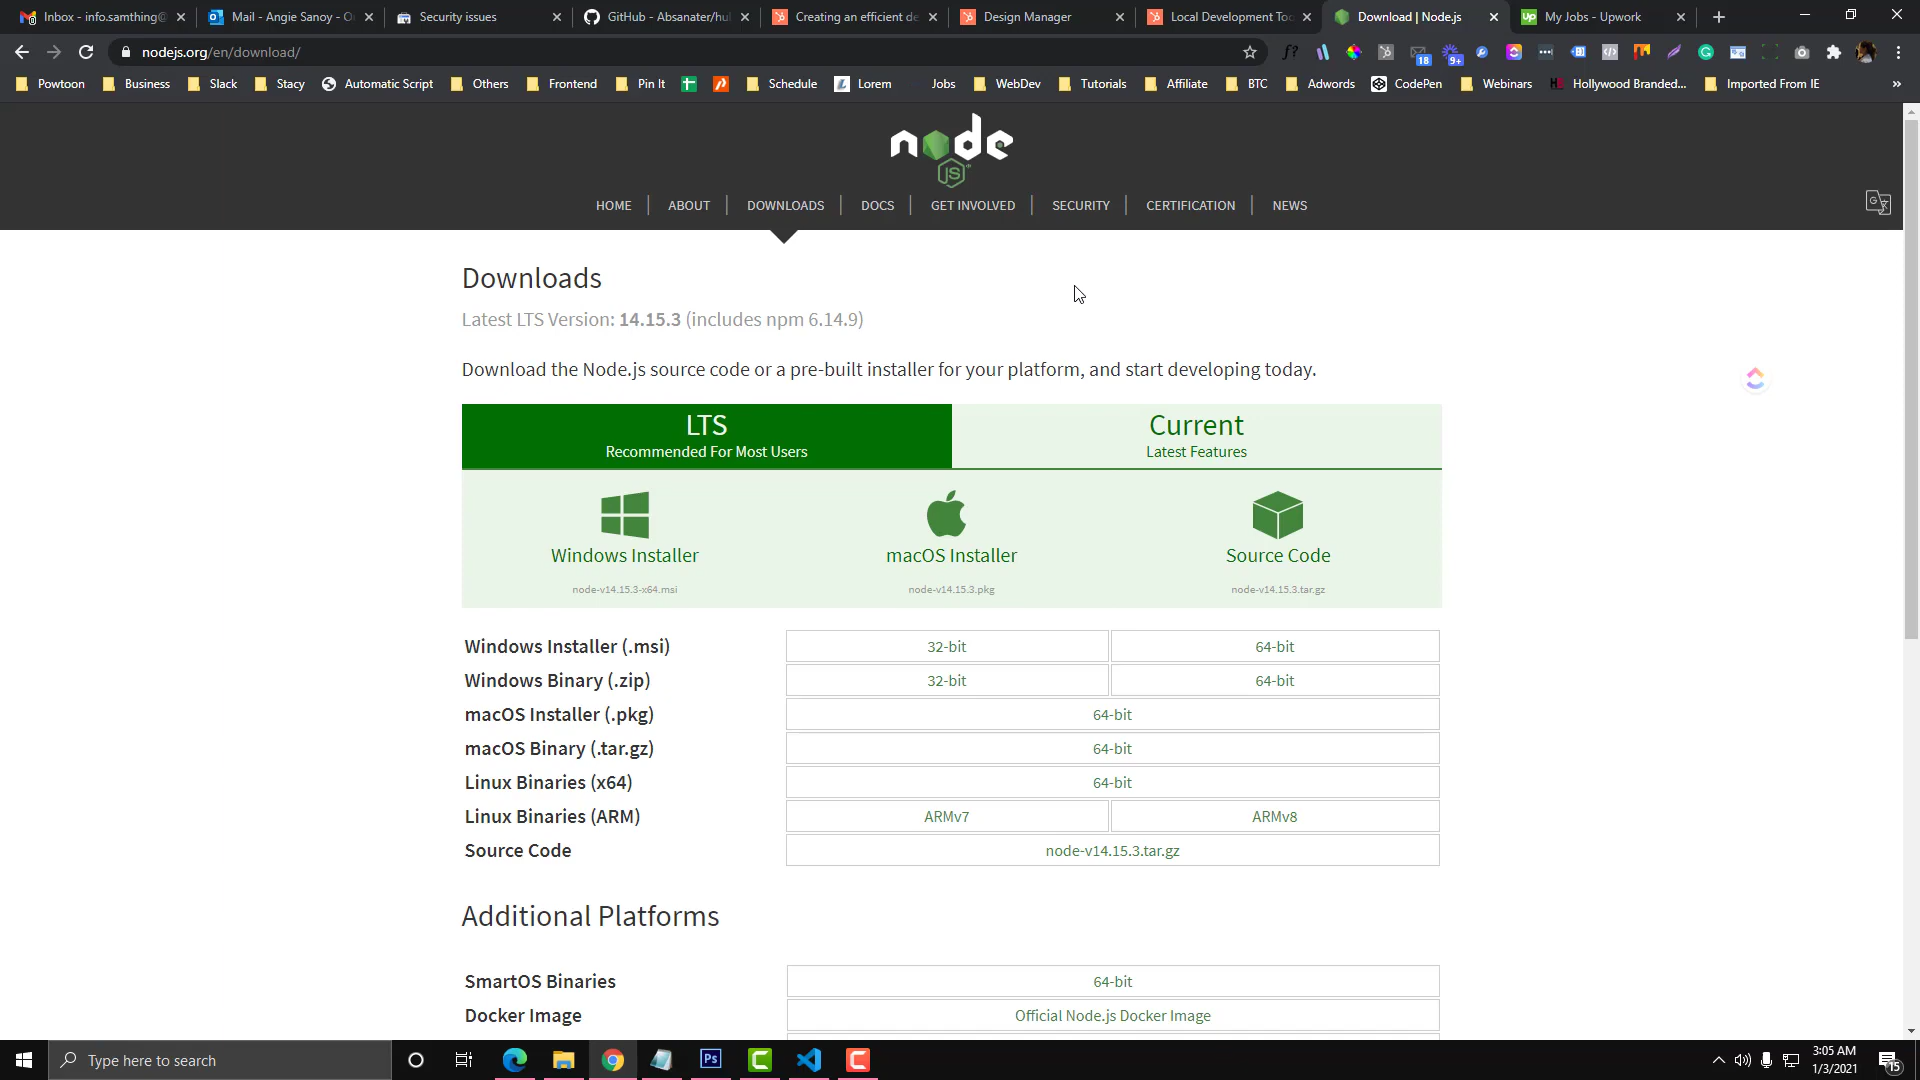 Inbox - info.samthing@
Mail - Angie Sanoy - O
Security issues
GitHub - Absanater/hu
Creating an efficient de
Design Manager
Local Development Too
Download | Node.js
My Jobs - Upwork
nodejs.org/en/download/
18
9+
Powtoon
Business
Slack
Stacy
Automatic Script
Others
Frontend
Pin It
Schedule
Lorem
Jobs
WebDev
Tutorials
Affiliate
BTC
Adwords
CodePen
Webinars
Hollywood Branded...
Imported From IE
»
node
JS
HOME
ABOUT
DOWNLOADS
DOCS
GET INVOLVED
SECURITY
CERTIFICATION
NEWS
Downloads
Latest LTS Version: 14.15.3 (includes npm 6.14.9)
Download the Node.js source code or a pre-built installer for your platform, and start developing today.
LTS
Recommended For Most Users
Current
Latest Features
Windows Installer
node-v14.15.3-x64.msi
macOS Installer
node-v14.15.3.pkg
Source Code
node-v14.15.3.tar.gz
Windows Installer (.msi) 32-bit 64-bit
Windows Binary (.zip) 32-bit 64-bit
macOS Installer (.pkg) 64-bit
macOS Binary (.tar.gz) 64-bit
Linux Binaries (x64) 64-bit
Linux Binaries (ARM) ARMv7 ARMv8
Source Code node-v14.15.3.tar.gz
Additional Platforms
SmartOS Binaries 64-bit
Docker Image Official Node.js Docker Image
Type here to search
Ps
3:05 AM
1/3/2021
15